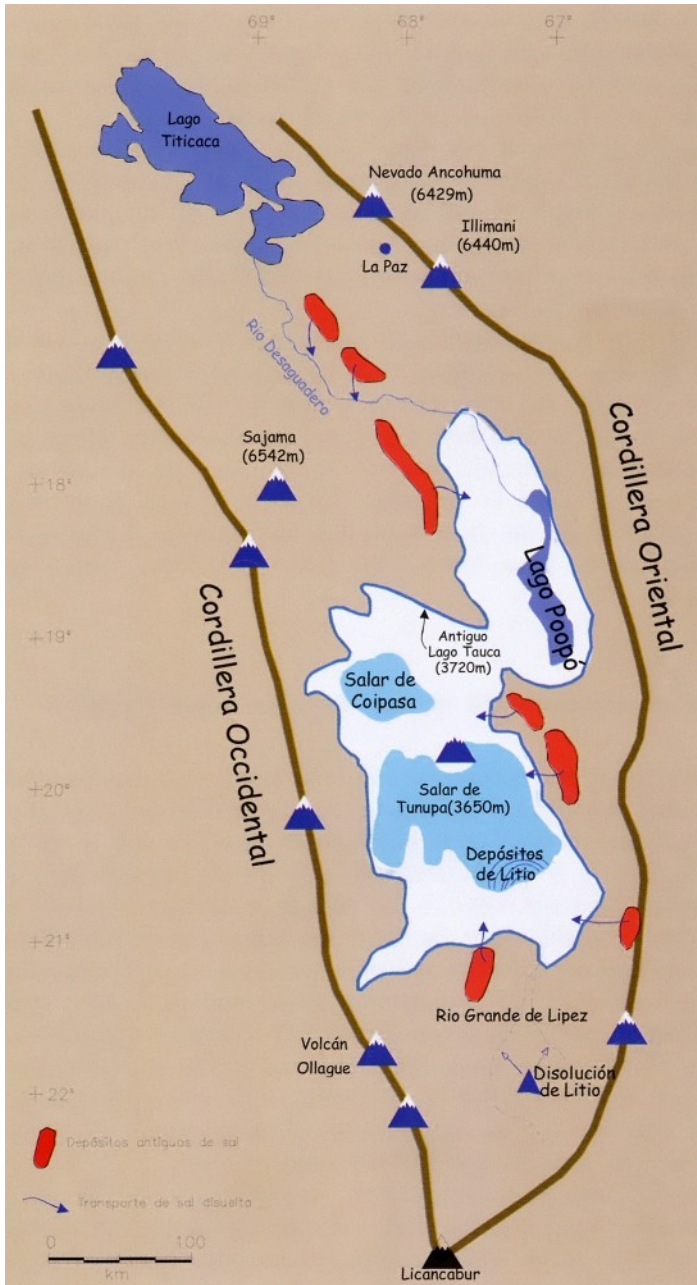 69°
68°
67°
Lago
Titicaca
Nevado Ancohuma
(6429m)
Illimani
(6440m)
La Paz
Rio Desaguadero
Sajama
(6542m)
18°
Cordillera Oriental
Lago Poopó
19°
Antiguo
Lago Tauca
(3720m)
Cordillera Occidental
Salar de
Coipasa
20°
Salar de
Tunupa(3650m)
Depósitos
de Litio
21°
Rio Grande de Lipez
Volcán
Ollague
Disolución
de Litio
22°
Depósitos antiguos de sal
Transporte de sal disuelta
0
100
km
Licancabur